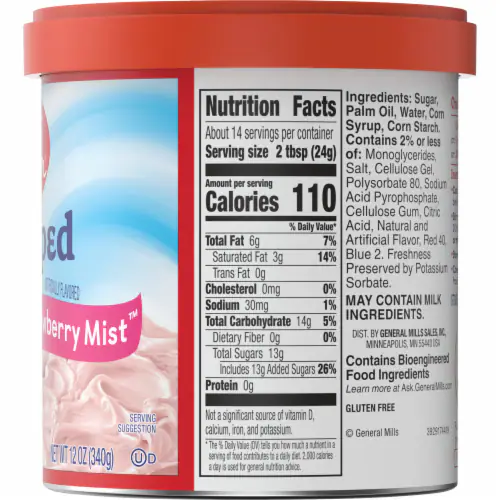 ped
ARTIFICIALLY FLAVORED
wberry Mist™
SERVING
SUGGESTION
NET WT 12 OZ (340g)
U D
Nutrition Facts
About 14 servings per container
Serving size 2 tbsp (24g)
Amount per serving
Calories 110
% Daily Value*
Total Fat 6g 7%
Saturated Fat 3g 14%
Trans Fat 0g
Cholesterol 0mg 0%
Sodium 30mg 1%
Total Carbohydrate 14g 5%
Dietary Fiber 0g 0%
Total Sugars 13g
Includes 13g Added Sugars 26%
Protein 0g
Not a significant source of vitamin D,
calcium, iron, and potassium.
*The % Daily Value (DV) tells you how much a nutrient in a
serving of food contributes to a daily diet. 2,000 calories
a day is used for general nutrition advice.
Ingredients: Sugar,
Palm Oil, Water, Corn
Syrup, Corn Starch.
Contains 2% or less
of: Monoglycerides,
Salt, Cellulose Gel,
Polysorbate 80, Sodium
Acid Pyrophosphate,
Cellulose Gum, Citric
Acid, Natural and
Artificial Flavor, Red 40,
Blue 2. Freshness
Preserved by Potassium
Sorbate.
MAY CONTAIN MILK
INGREDIENTS.
DIST. BY GENERAL MILLS SALES, INC.,
MINNEAPOLIS, MN 55440 USA
Contains Bioengineered
Food Ingredients
Learn more at Ask.GeneralMills.com
GLUTEN FREE
© General Mills